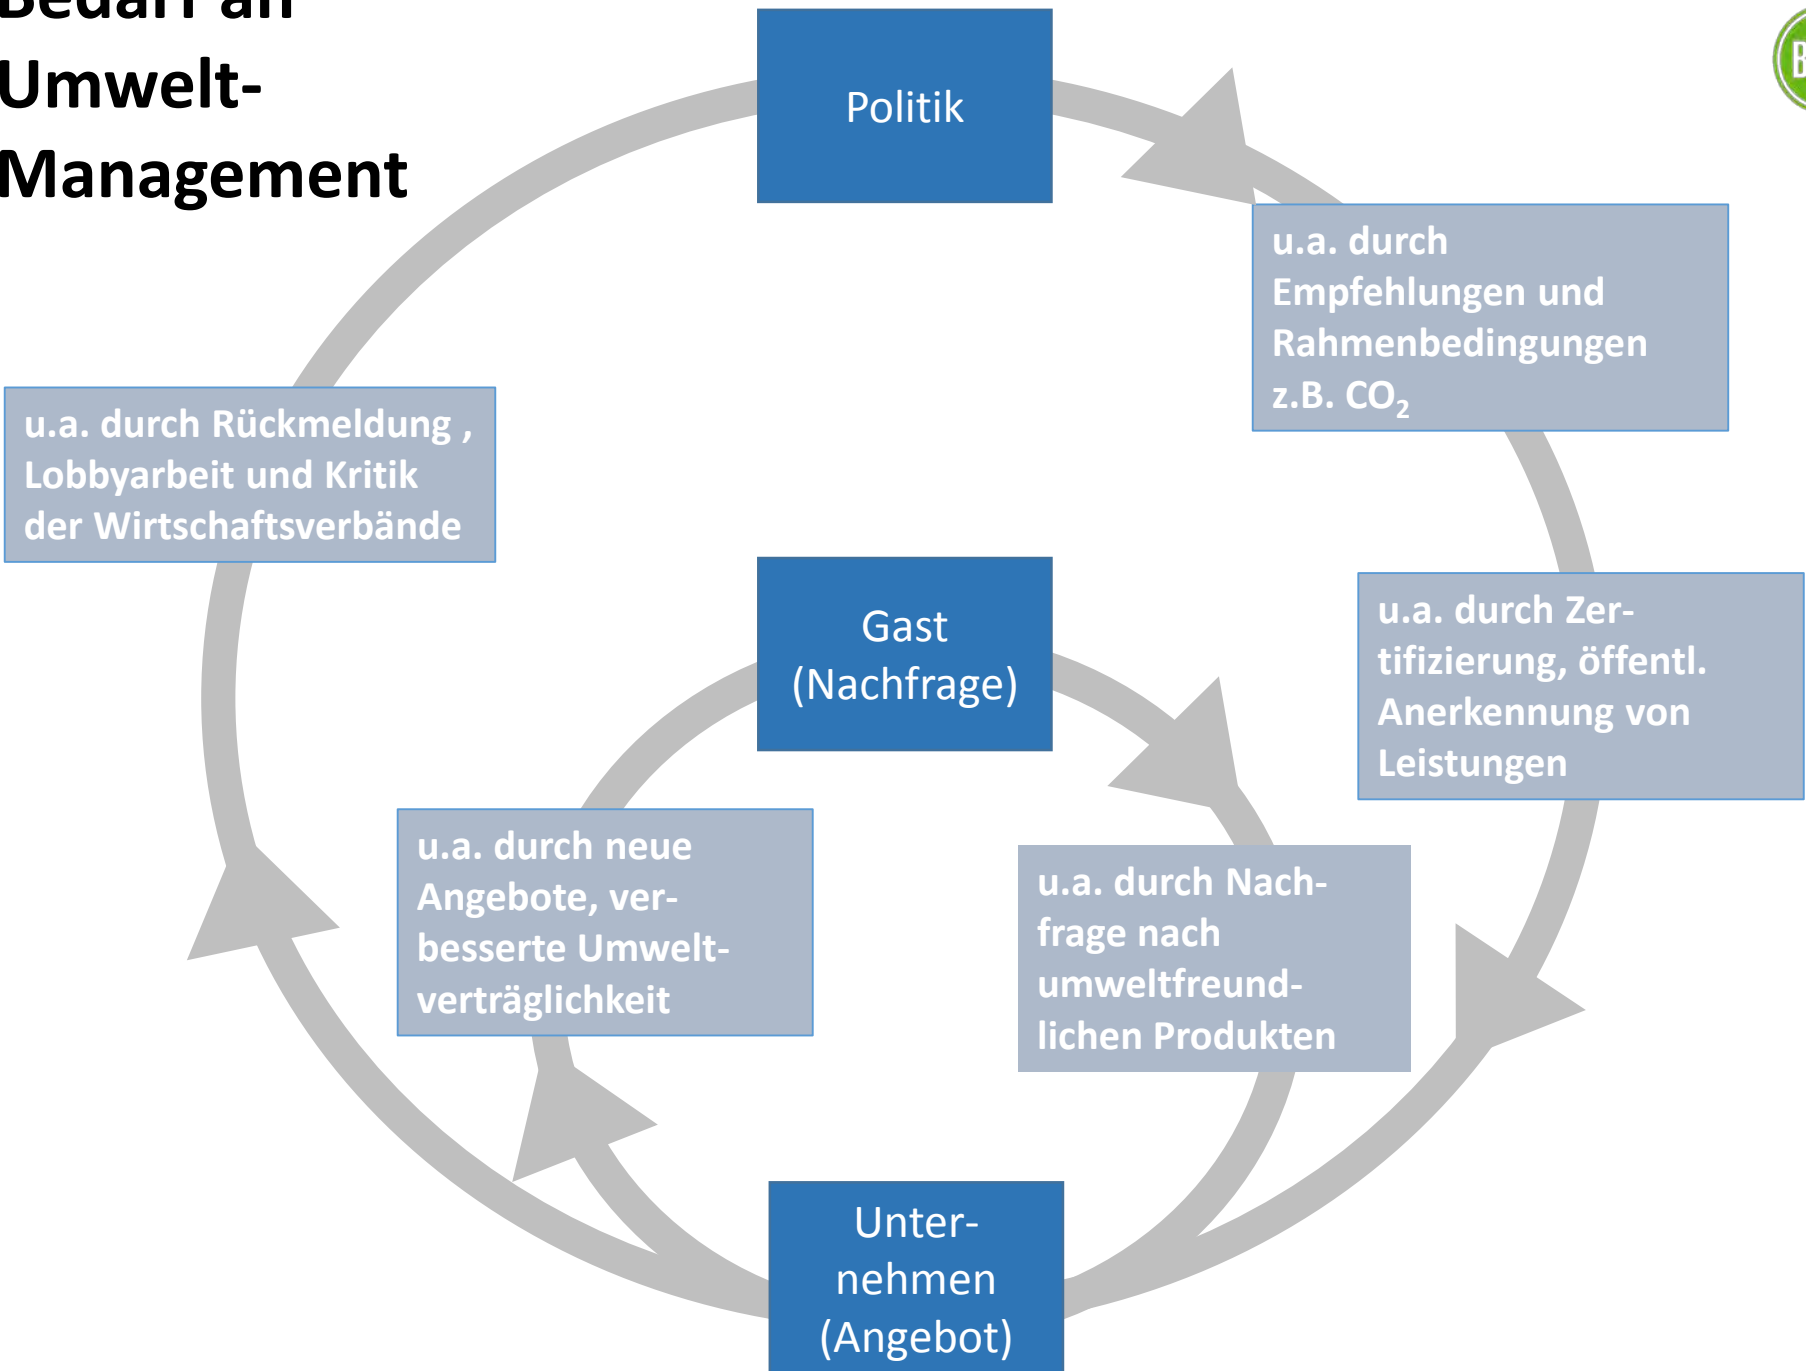 Bedarf an
Umwelt-
Management
Politik
u.a. durch
Empfehlungen und
Rahmenbedingungen
z.B. CO₂
u.a. durch Rückmeldung ,
Lobbyarbeit und Kritik
der Wirtschaftsverbände
Gast
(Nachfrage)
u.a. durch Zer-
tifizierung, öffentl.
Anerkennung von
Leistungen
u.a. durch neue
Angebote, ver-
besserte Umwelt-
verträglichkeit
u.a. durch Nach-
frage nach
umweltfreund-
lichen Produkten
Unter-
nehmen
(Angebot)